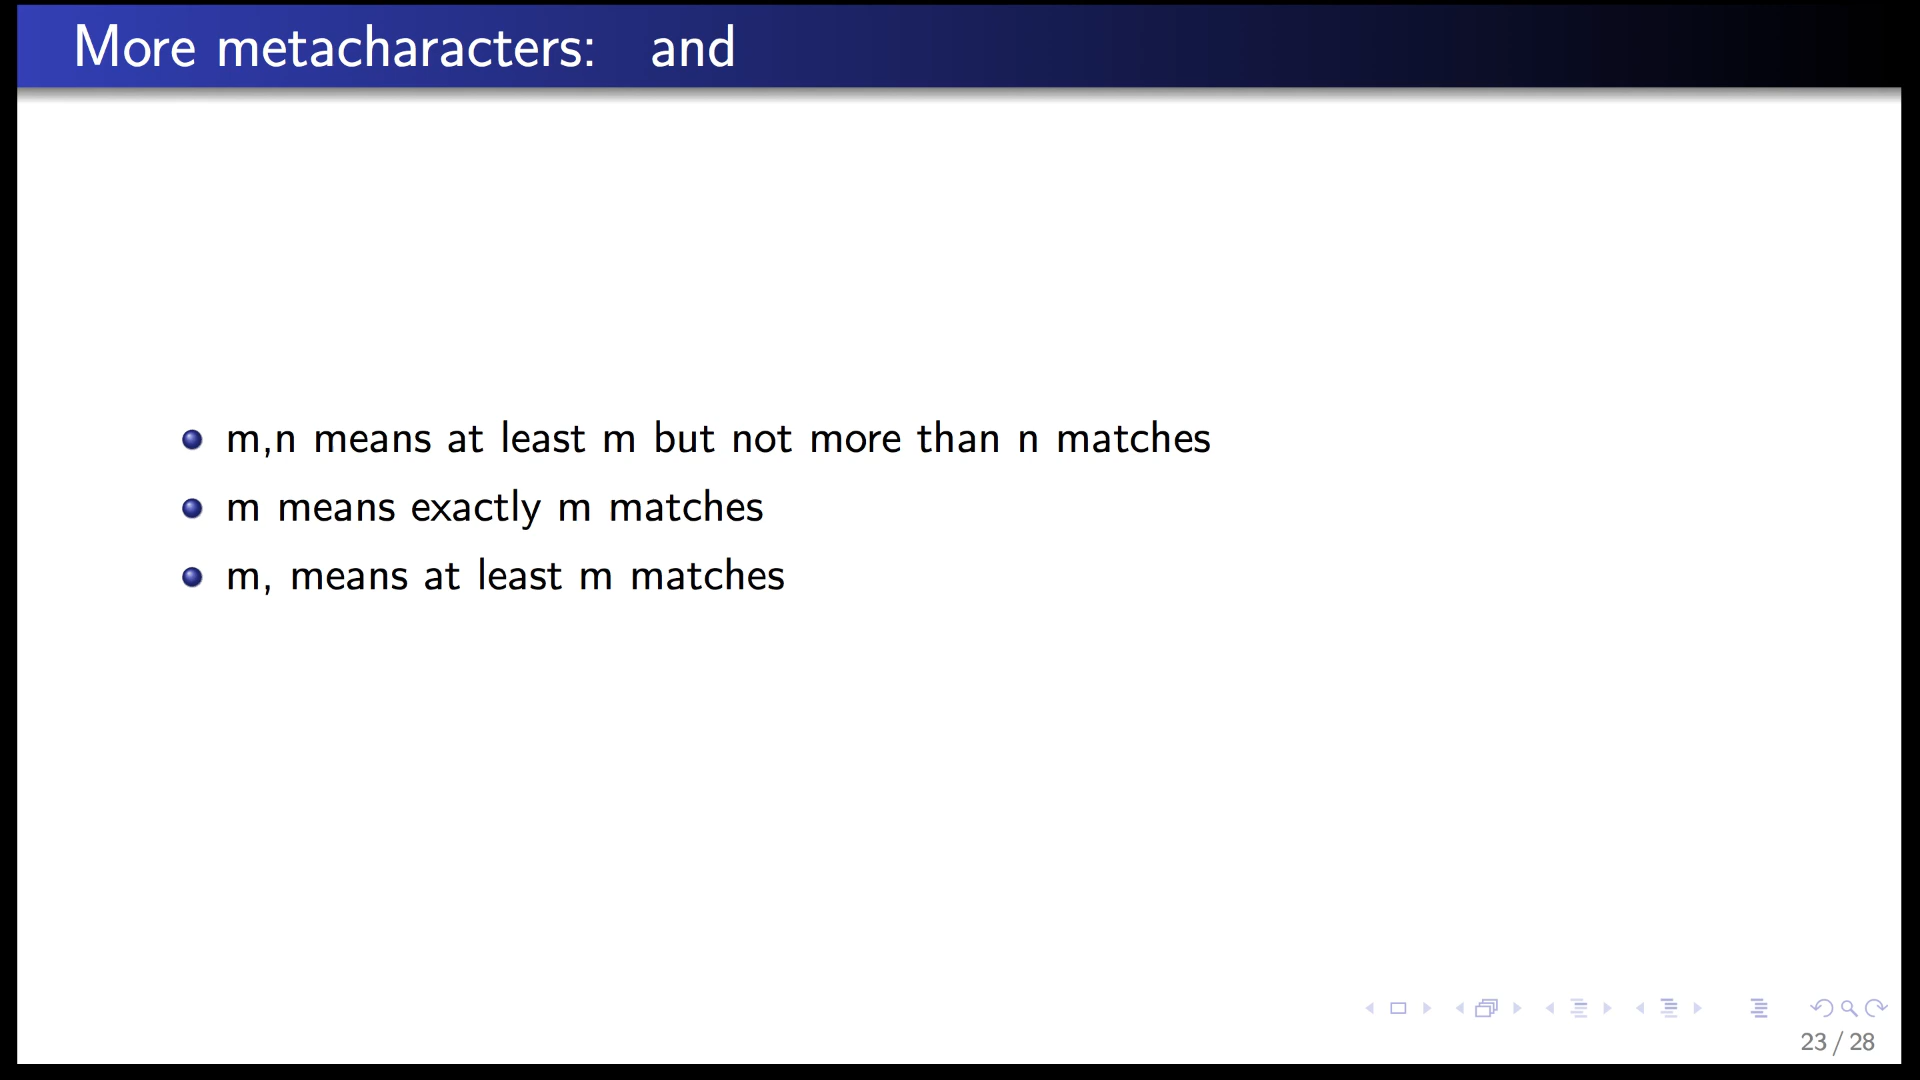 More metacharacters: and
m,n means at least m but not more than n matches
m means exactly m matches
m, means at least m matches
23 / 28